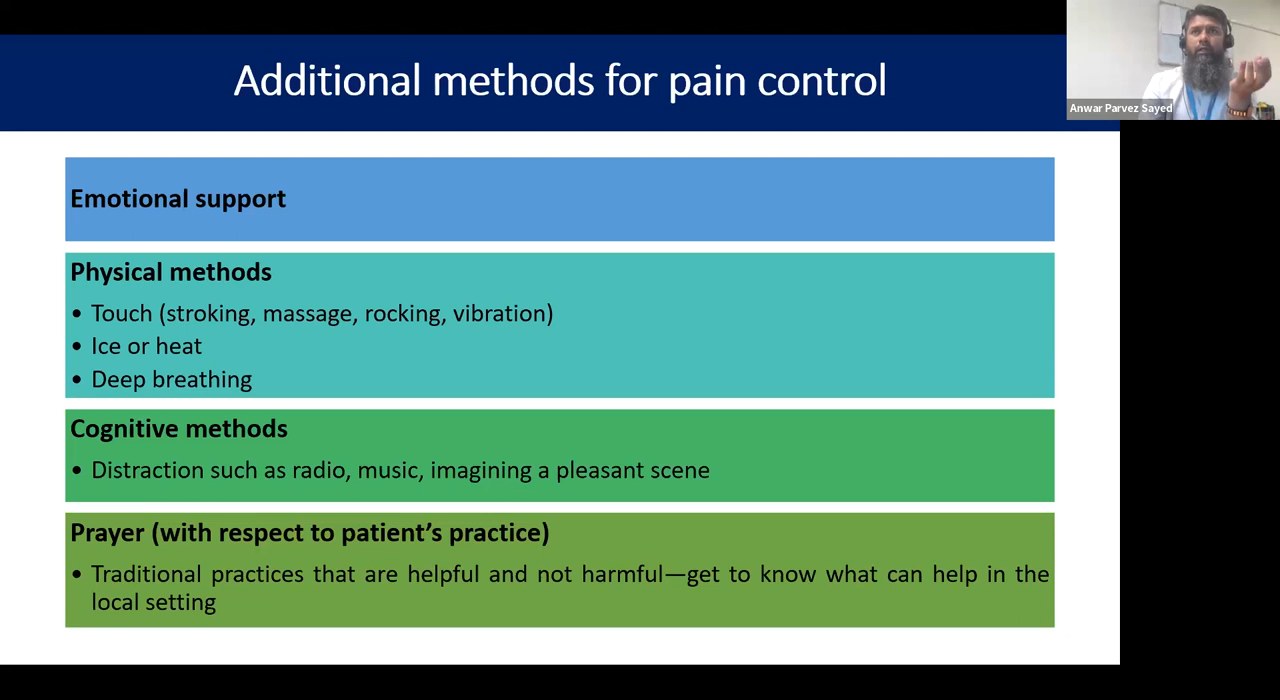 Additional methods for pain control
Anwar Parvez Sayed
Emotional support
Physical methods
• Touch (stroking, massage, rocking, vibration)
• Ice or heat
• Deep breathing
Cognitive methods
• Distraction such as radio, music, imagining a pleasant scene
Prayer (with respect to patient’s practice)
• Traditional practices that are helpful and not harmful—get to know what can help in the
local setting